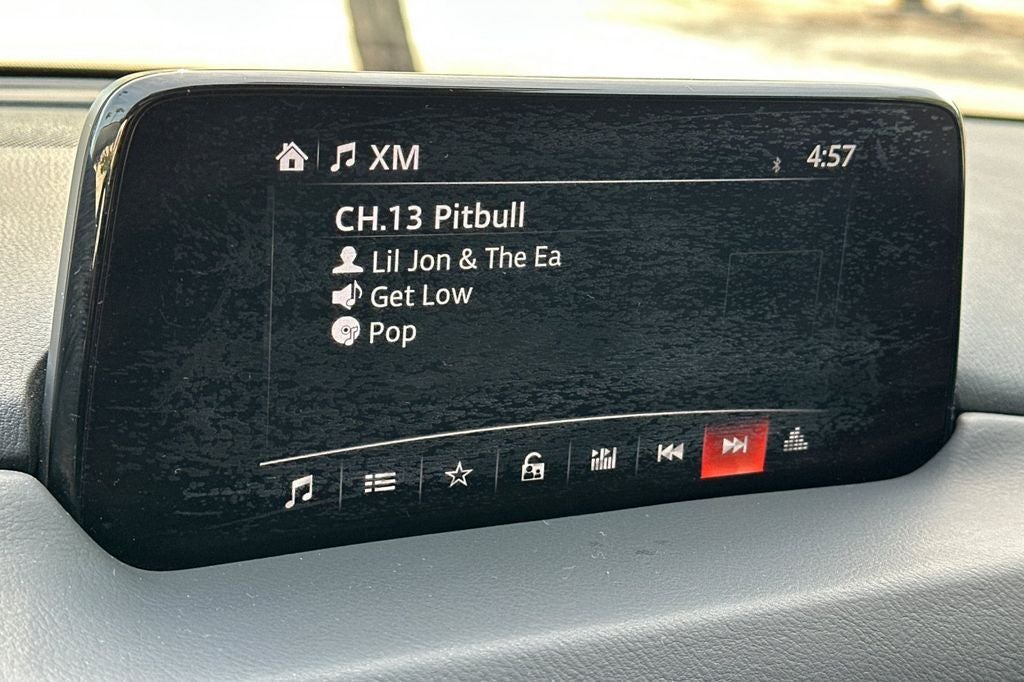 XM
4:57
CH.13 Pitbull
Lil Jon & The Ea
Get Low
Pop